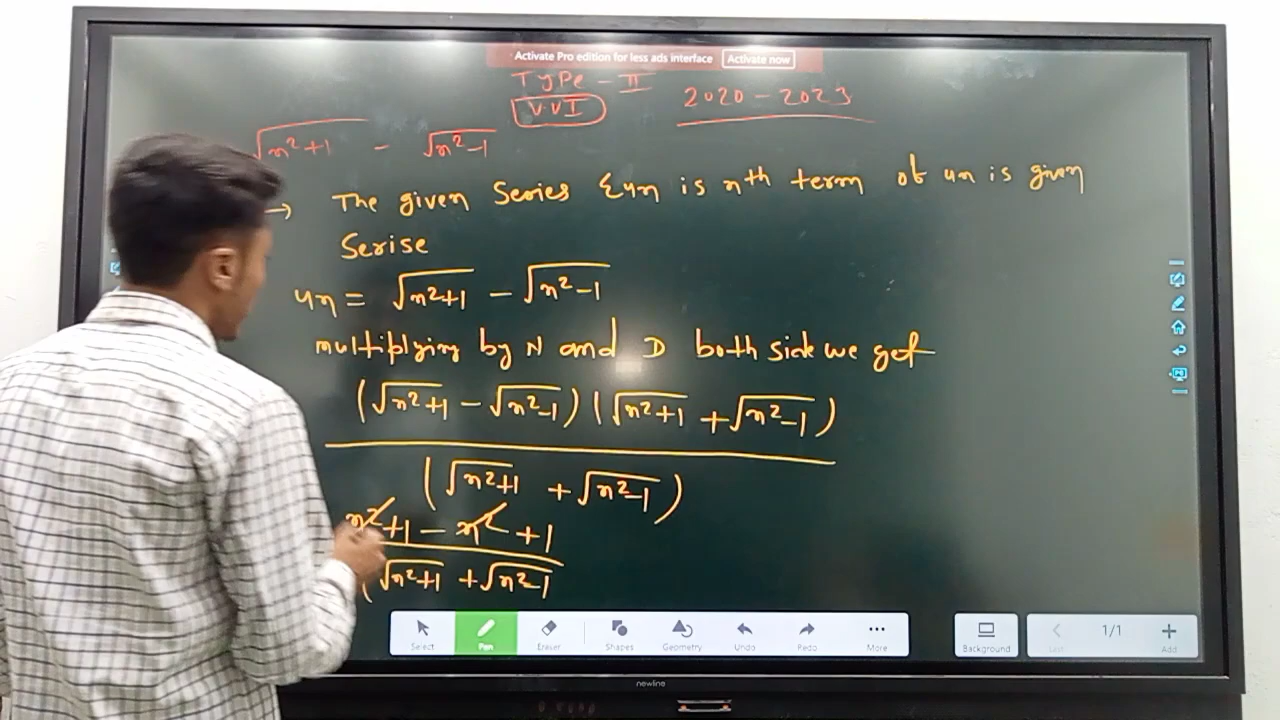 Activate Pro edition for less ads interface Activate now
TyPe - II
V.V.I 2020 - 2023
√n²+1 - √n²-1
→ The given Series Σun is nth term of un is given
Serise
un = √n²+1 - √n²-1
multiplying by N and D both side we get
(√n²+1 - √n²-1) (√n²+1 + √n²-1)
(√n²+1 + √n²-1)
n²+1 - n² +1
(√n²+1 + √n²-1
Select Pen Eraser Shapes Geometry Undo Redo More Background 1/1 Add
newline